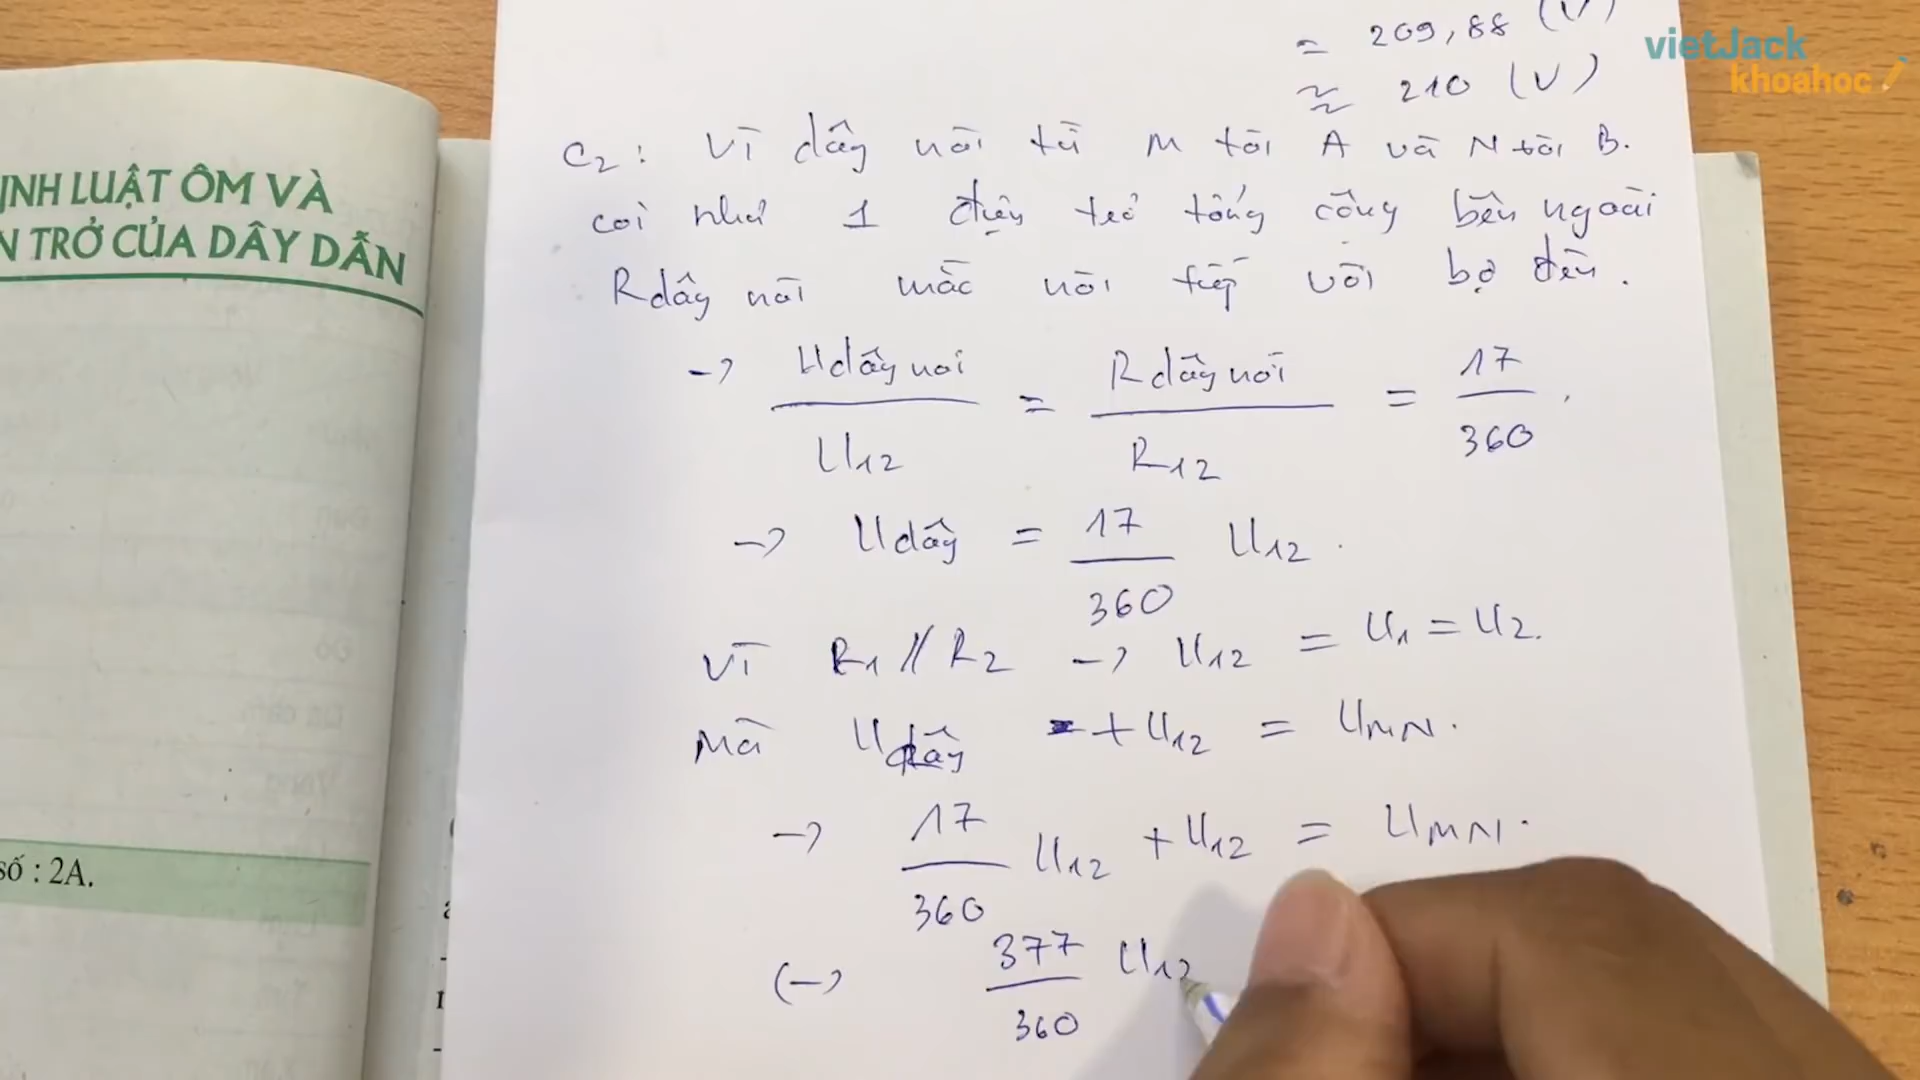 = 209,88 (V)
≈ 210 (V)
vietJack
khoahoc
C2: Vì dây nối từ M tới A và N tới B.
coi như 1 điện trở tổng cộng bên ngoài
Rdây nối mắc nối tiếp với bộ đèn.
-> Udây nối / U12 = Rdây nối / R12 = 17/360.
-> Udây = 17/360 U12.
Vì R1 // R2 -> U12 = U1 = U2.
Mà Udây + U12 = UMN.
-> 17/360 U12 + U12 = UMN.
(-> 377/360 U12
ỊNH LUẬT ÔM VÀ
N TRỞ CỦA DÂY DẪN
số : 2A.